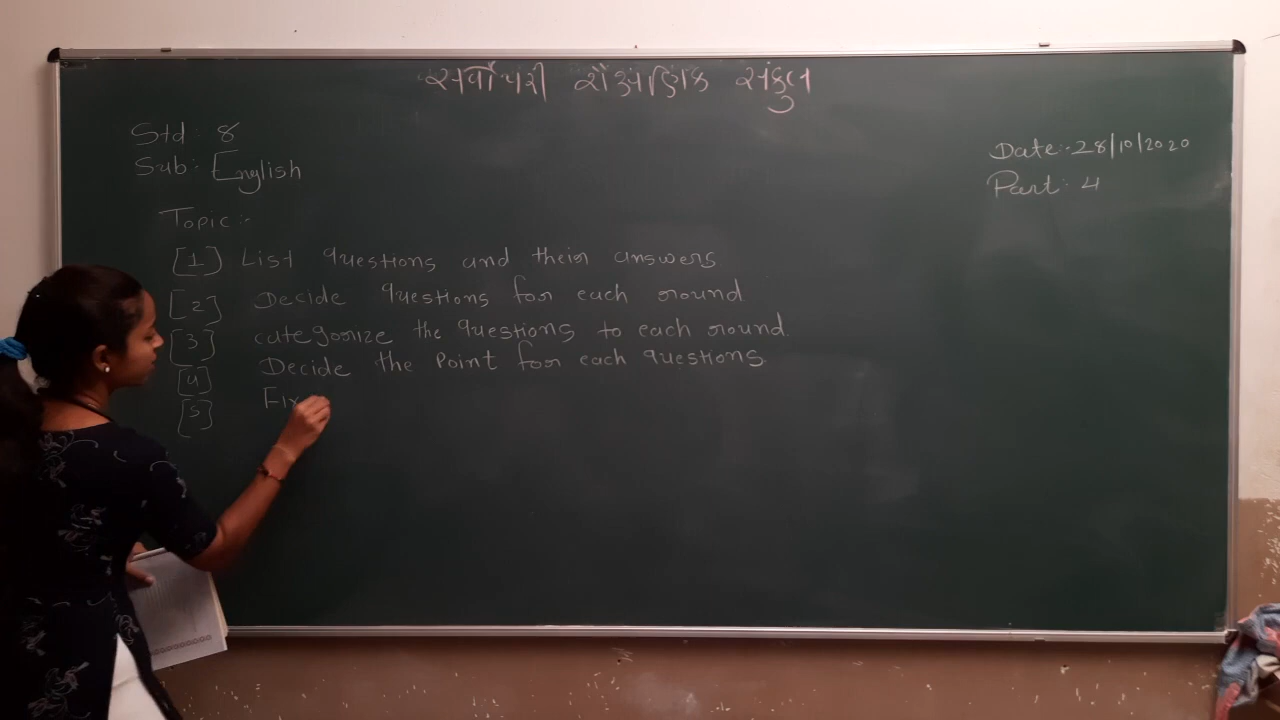 સર્વોપરી શૈક્ષણિક સંકુલ
Std: 8
Sub: English
Date:- 28/10/2020
Part: 4
Topic:-
[1] List questions and their answers
[2] Decide questions for each round
[3] categorize the questions to each round
[4] Decide the Point for each questions
[5] Fix